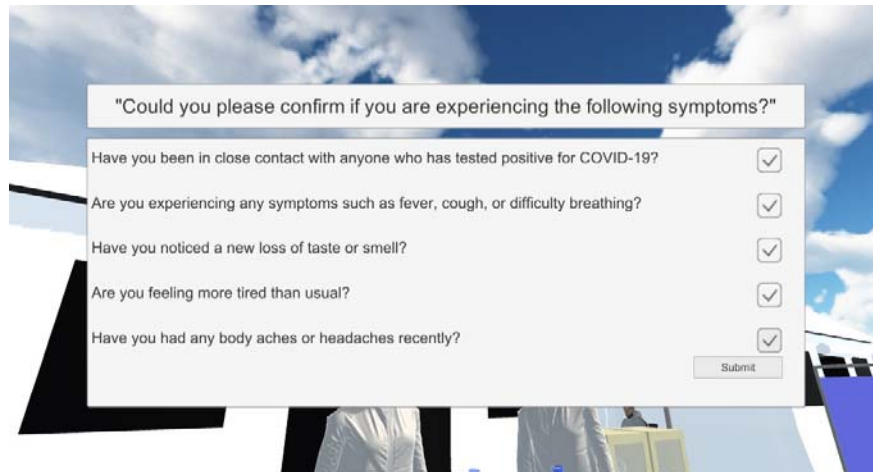 "Could you please confirm if you are experiencing the following symptoms?"
Have you been in close contact with anyone who has tested positive for COVID-19?
Are you experiencing any symptoms such as fever, cough, or difficulty breathing?
Have you noticed a new loss of taste or smell?
Are you feeling more tired than usual?
Have you had any body aches or headaches recently?
Submit